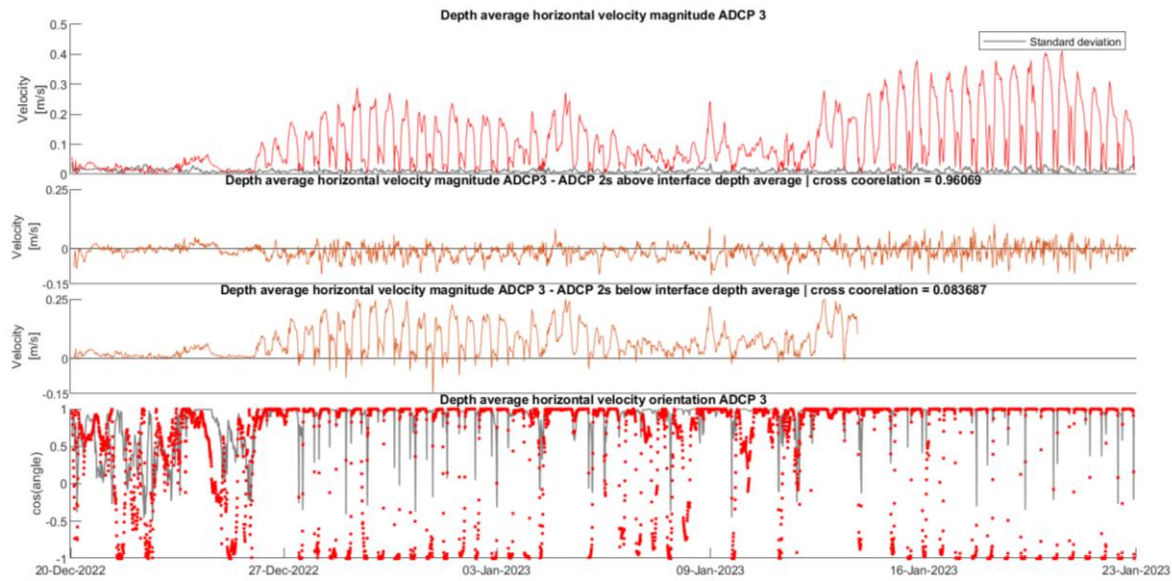 Depth average horizontal velocity magnitude ADCP 3
0.5
0.4
0.3
0.2
0.1
0
Velocity
[m/s]
Standard deviation
Depth average horizontal velocity magnitude ADCP3 - ADCP 2s above interface depth average | cross coorelation = 0.96069
0.25
0
-0.15
Velocity
[m/s]
Depth average horizontal velocity magnitude ADCP 3 - ADCP 2s below interface depth average | cross coorelation = 0.083687
0.25
0
-0.15
Velocity
[m/s]
Depth average horizontal velocity orientation ADCP 3
1
0.5
0
-0.5
-1
cos(angle)
20-Dec-2022 27-Dec-2022 03-Jan-2023 09-Jan-2023 16-Jan-2023 23-Jan-2023